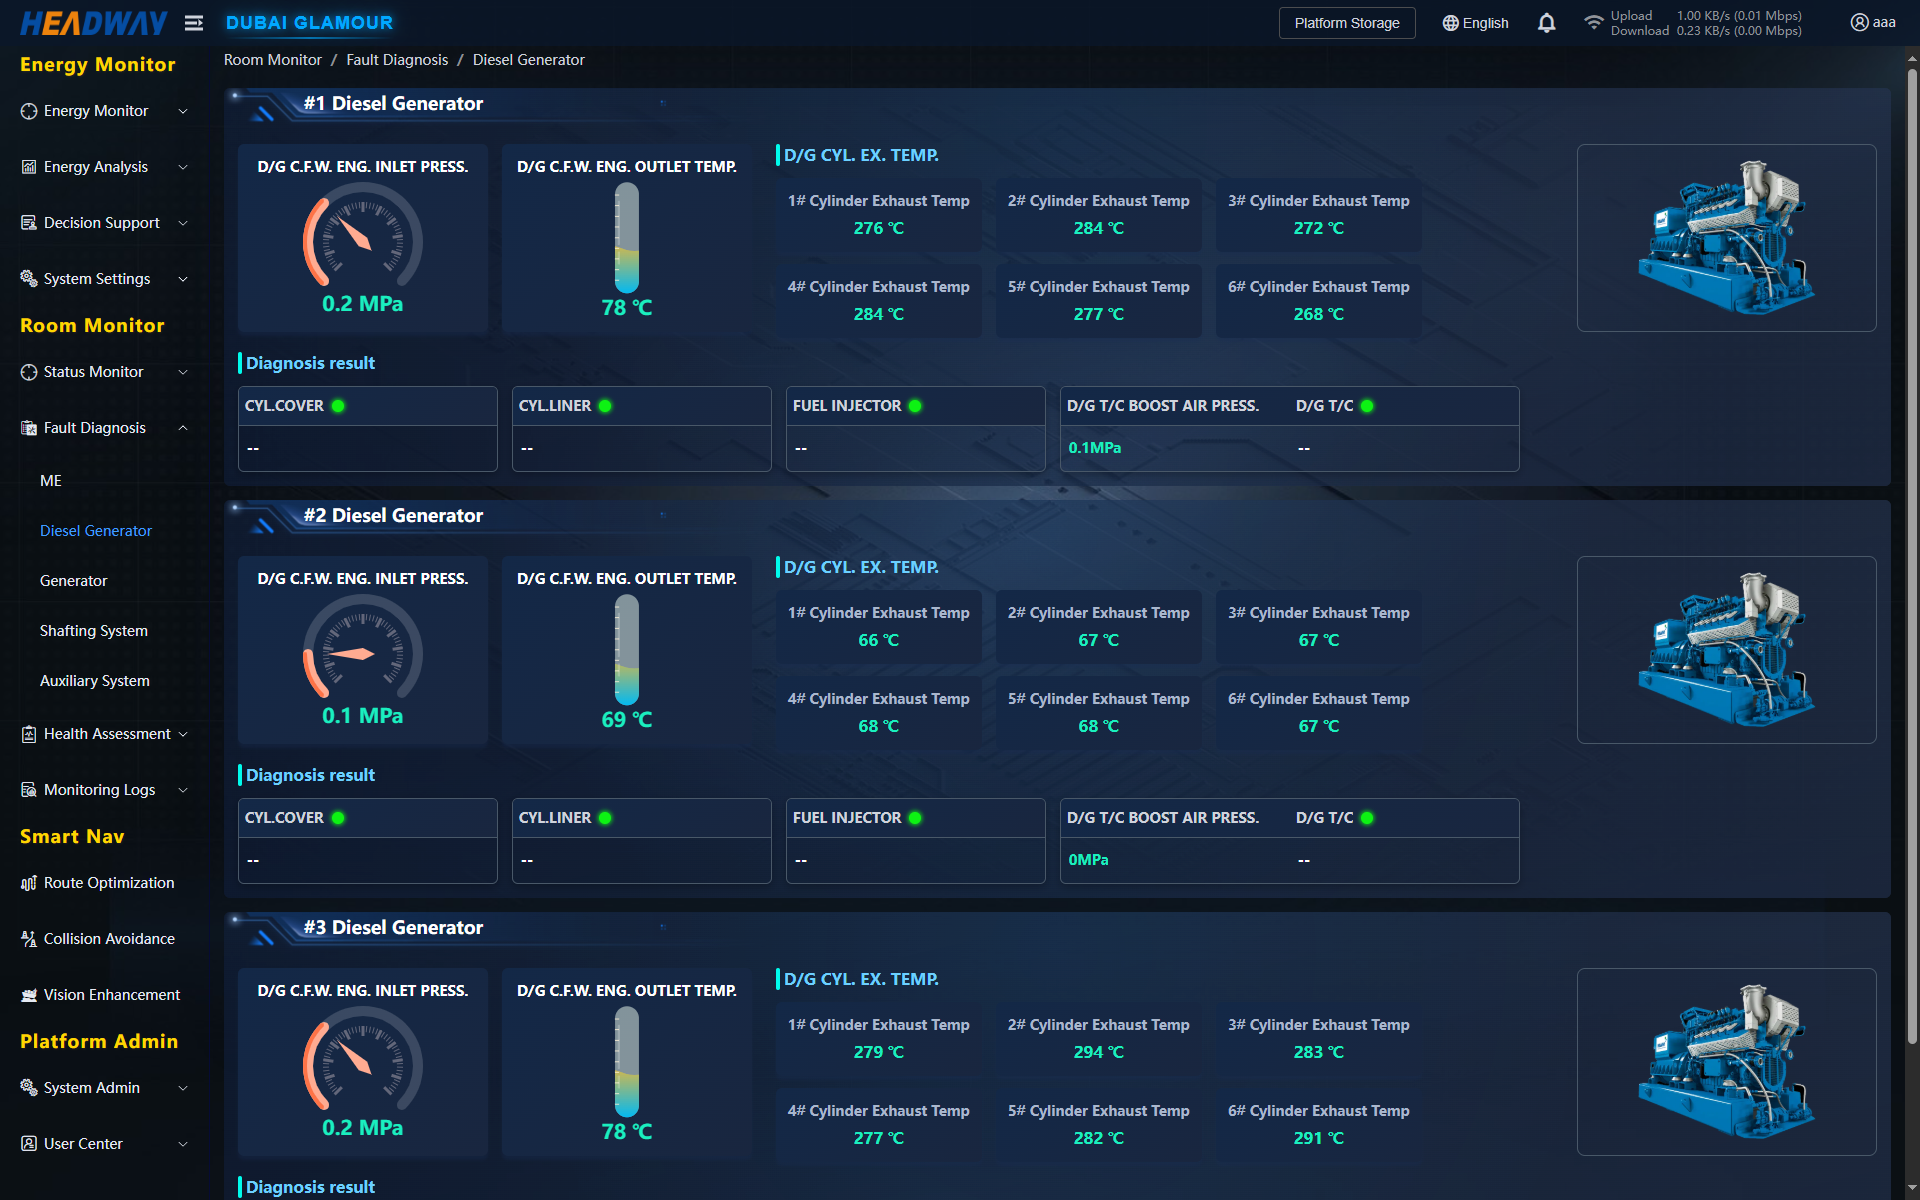 HEADWAY
DUBAI GLAMOUR
Platform Storage
English
Upload 1.00 KB/s (0.01 Mbps)
Download 0.23 KB/s (0.00 Mbps)
aaa
Energy Monitor
Energy Monitor
Energy Analysis
Decision Support
System Settings
Room Monitor
Status Monitor
Fault Diagnosis
ME
Diesel Generator
Generator
Shafting System
Auxiliary System
Health Assessment
Monitoring Logs
Smart Nav
Route Optimization
Collision Avoidance
Vision Enhancement
Platform Admin
System Admin
User Center
Room Monitor / Fault Diagnosis / Diesel Generator
#1 Diesel Generator
D/G C.F.W. ENG. INLET PRESS.
0.2 MPa
D/G C.F.W. ENG. OUTLET TEMP.
78 ℃
D/G CYL. EX. TEMP.
1# Cylinder Exhaust Temp 2# Cylinder Exhaust Temp 3# Cylinder Exhaust Temp
276 ℃ 284 ℃ 272 ℃
4# Cylinder Exhaust Temp 5# Cylinder Exhaust Temp 6# Cylinder Exhaust Temp
284 ℃ 277 ℃ 268 ℃
Diagnosis result
CYL.COVER CYL.LINER FUEL INJECTOR D/G T/C BOOST AIR PRESS. D/G T/C
-- -- -- 0.1MPa --
#2 Diesel Generator
D/G C.F.W. ENG. INLET PRESS.
0.1 MPa
D/G C.F.W. ENG. OUTLET TEMP.
69 ℃
D/G CYL. EX. TEMP.
1# Cylinder Exhaust Temp 2# Cylinder Exhaust Temp 3# Cylinder Exhaust Temp
66 ℃ 67 ℃ 67 ℃
4# Cylinder Exhaust Temp 5# Cylinder Exhaust Temp 6# Cylinder Exhaust Temp
68 ℃ 68 ℃ 67 ℃
Diagnosis result
CYL.COVER CYL.LINER FUEL INJECTOR D/G T/C BOOST AIR PRESS. D/G T/C
-- -- -- 0MPa --
#3 Diesel Generator
D/G C.F.W. ENG. INLET PRESS.
0.2 MPa
D/G C.F.W. ENG. OUTLET TEMP.
78 ℃
D/G CYL. EX. TEMP.
1# Cylinder Exhaust Temp 2# Cylinder Exhaust Temp 3# Cylinder Exhaust Temp
279 ℃ 294 ℃ 283 ℃
4# Cylinder Exhaust Temp 5# Cylinder Exhaust Temp 6# Cylinder Exhaust Temp
277 ℃ 282 ℃ 291 ℃
Diagnosis result